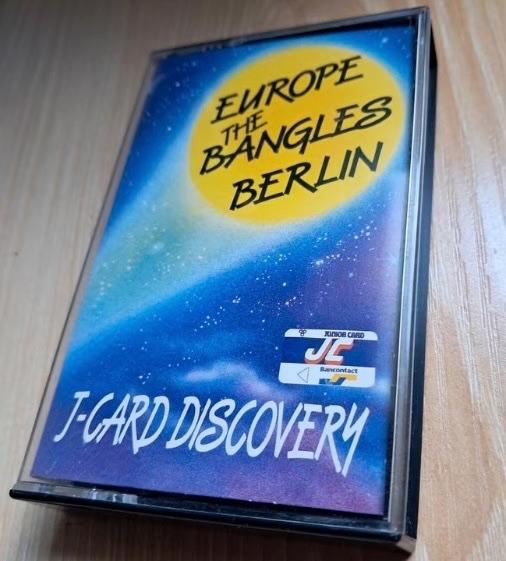 EUROPE
THE
BANGLES
BERLIN
JUNIOR CARD
JC
Bancontact
J-CARD DISCOVERY